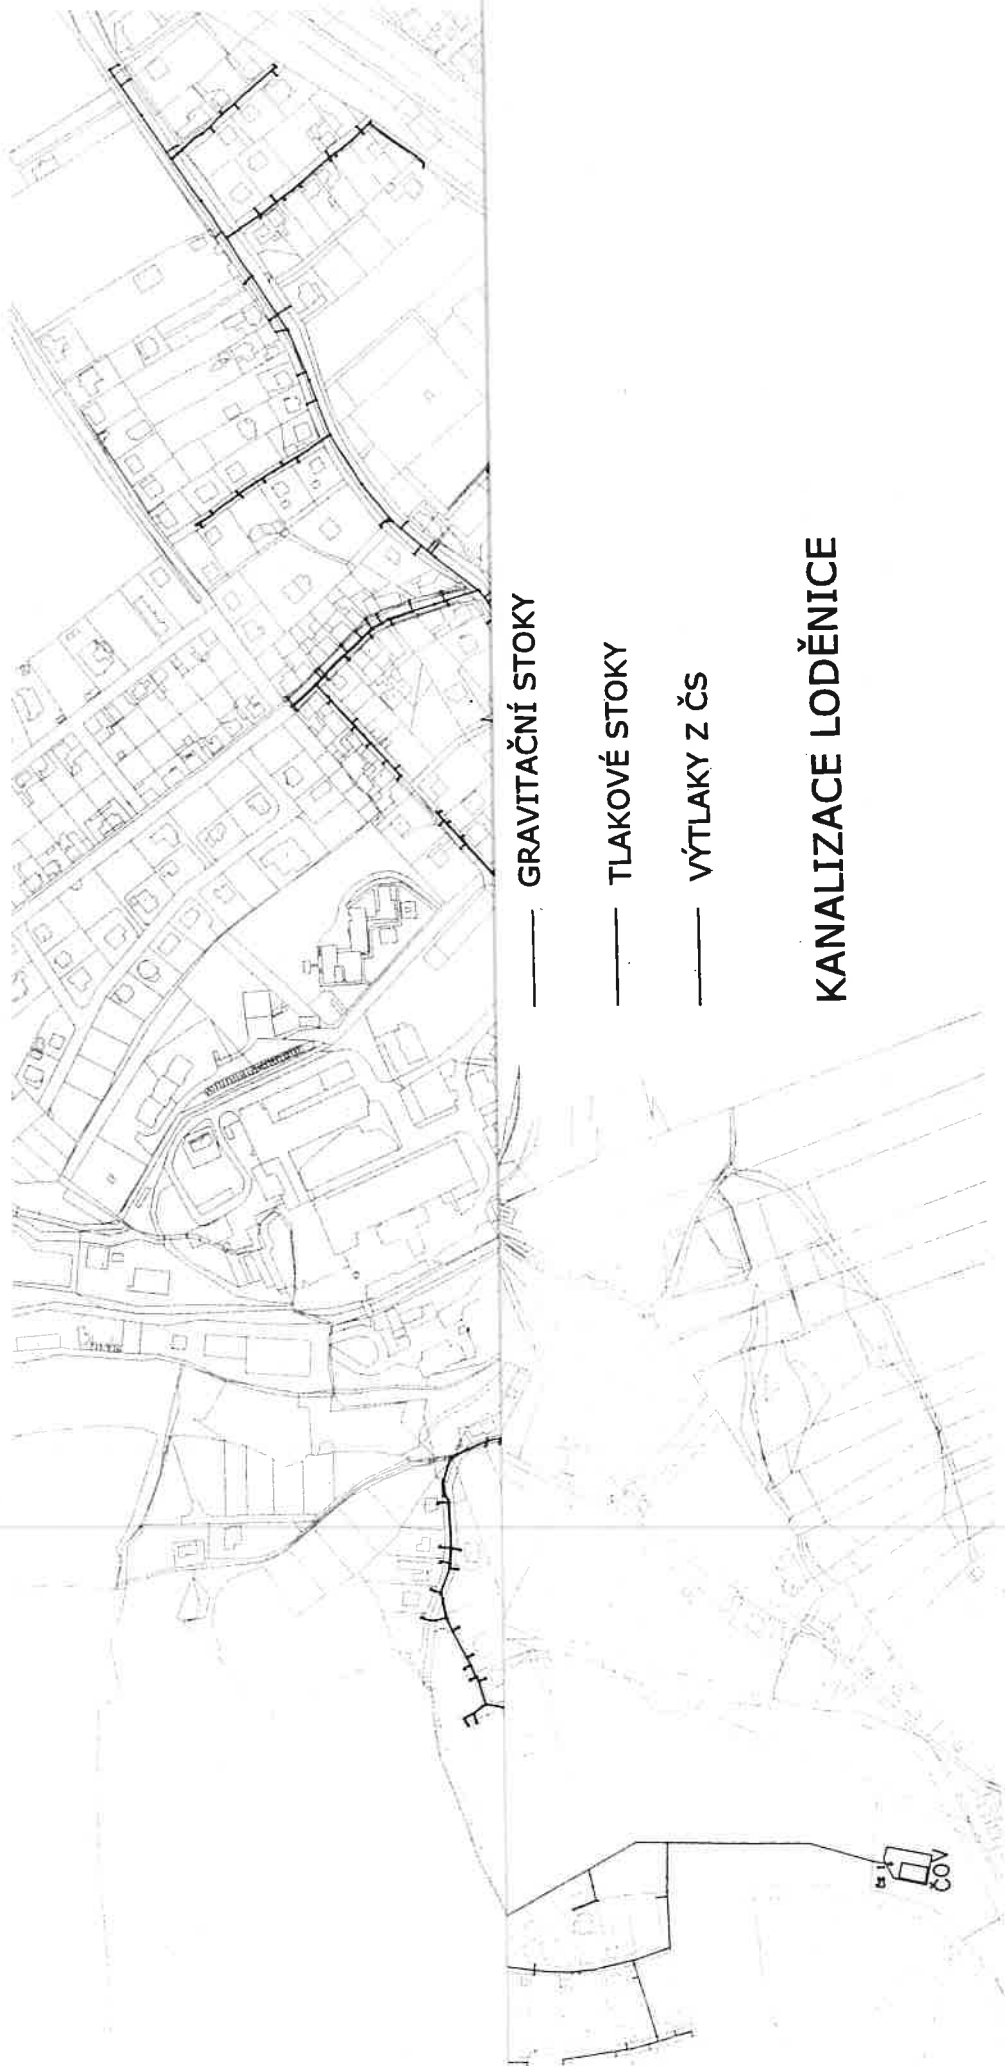 GRAVITAČNÍ STOKY
TLAKOVÉ STOKY
VÝTLAKY Z ČS
KANALIZACE LODĚNICE
ČOV